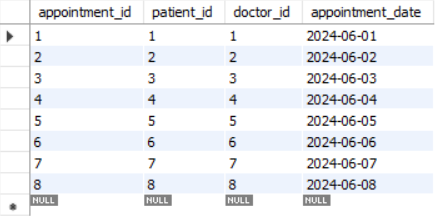 appointment_id patient_id doctor_id appointment_date
1 1 1 2024-06-01
2 2 2 2024-06-02
3 3 3 2024-06-03
4 4 4 2024-06-04
5 5 5 2024-06-05
6 6 6 2024-06-06
7 7 7 2024-06-07
8 8 8 2024-06-08
NULL NULL NULL NULL